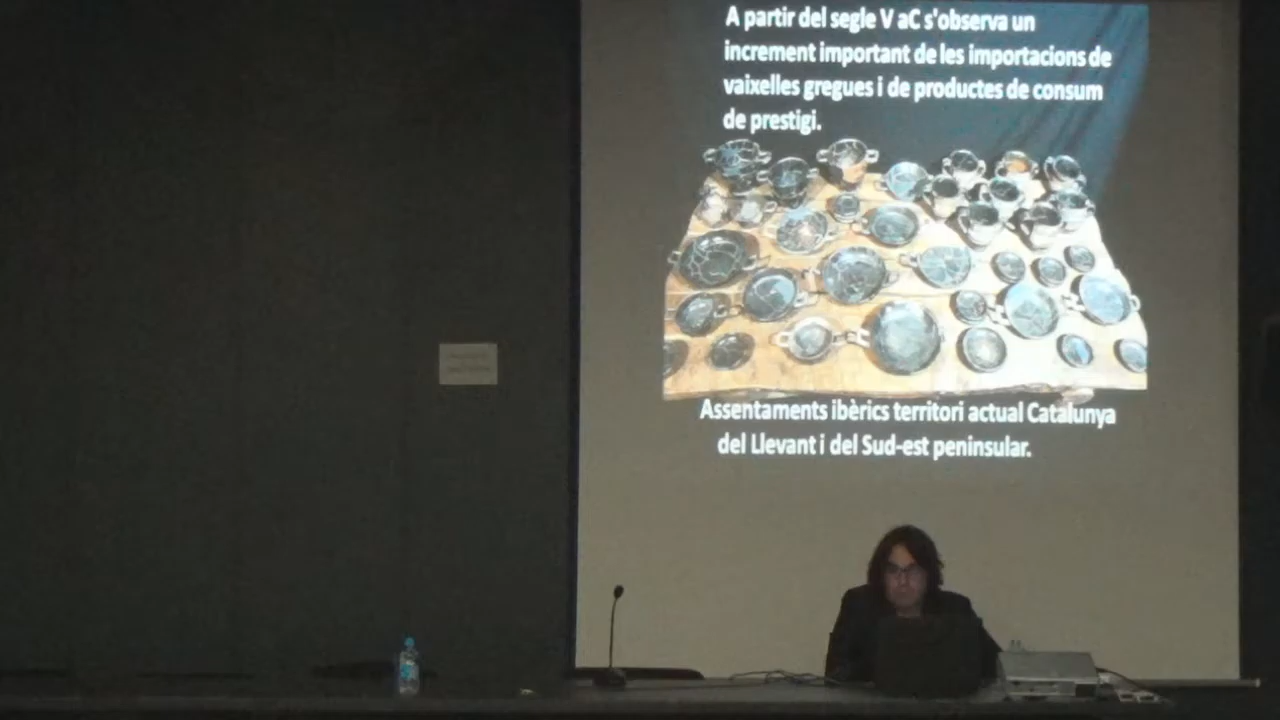 A partir del segle V aC s'observa un
increment important de les importacions de
vaixelles gregues i de productes de consum
de prestigi.
Assentaments ibèrics territori actual Catalunya
del Llevant i del Sud-est peninsular.